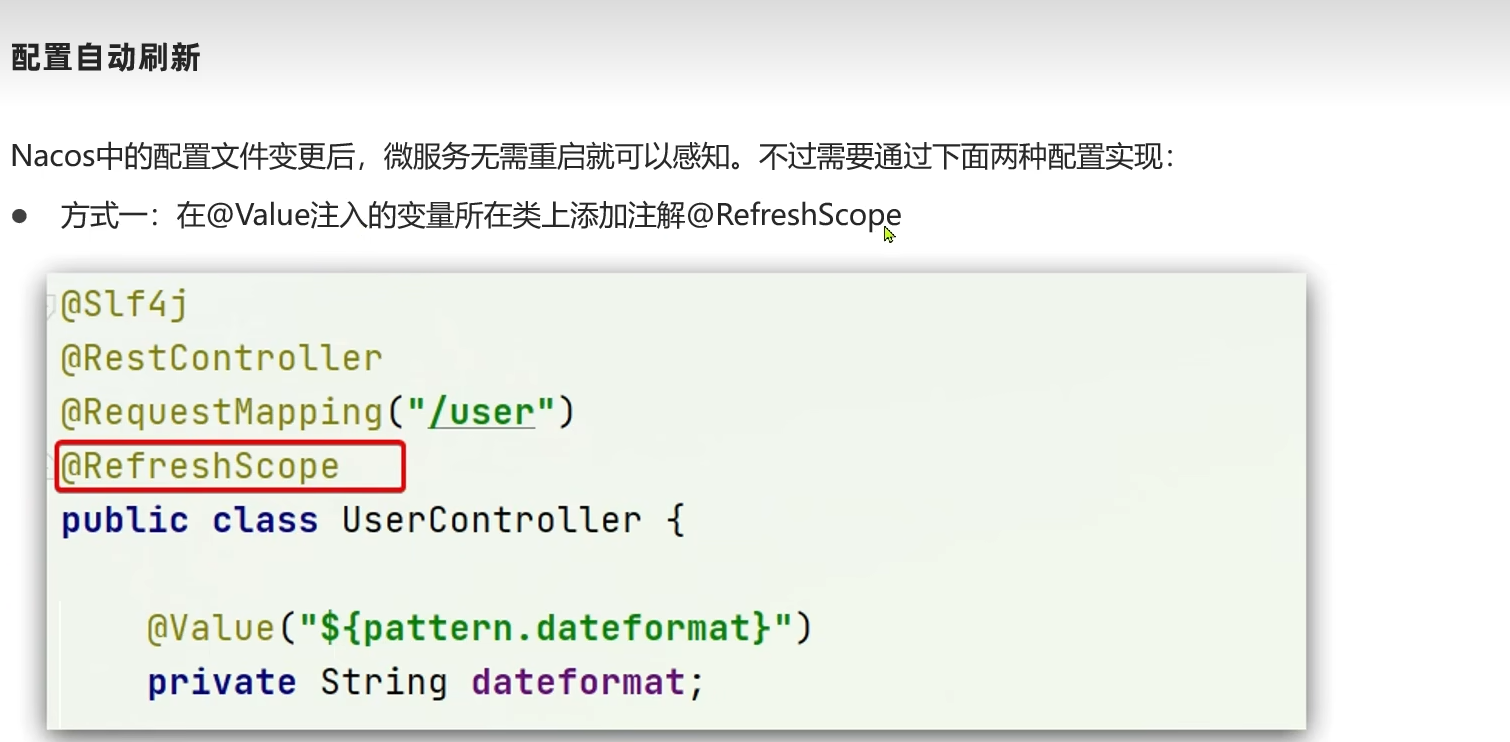 配置自动刷新
Nacos中的配置文件变更后，微服务无需重启就可以感知。不过需要通过下面两种配置实现：
● 方式一：在@Value注入的变量所在类上添加注解@RefreshScope
@Slf4j
@RestController
@RequestMapping("/user")
@RefreshScope
public class UserController {
@Value("${pattern.dateformat}")
private String dateformat;